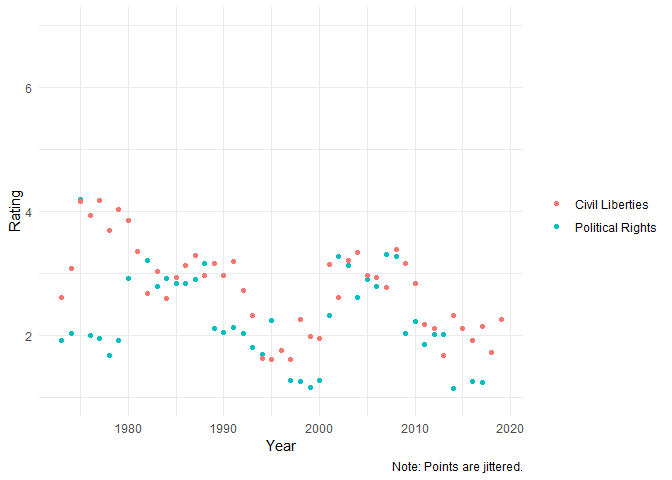 6
4
2
Rating
1980 1990 2000 2010 2020
Year
Civil Liberties
Political Rights
Note: Points are jittered.